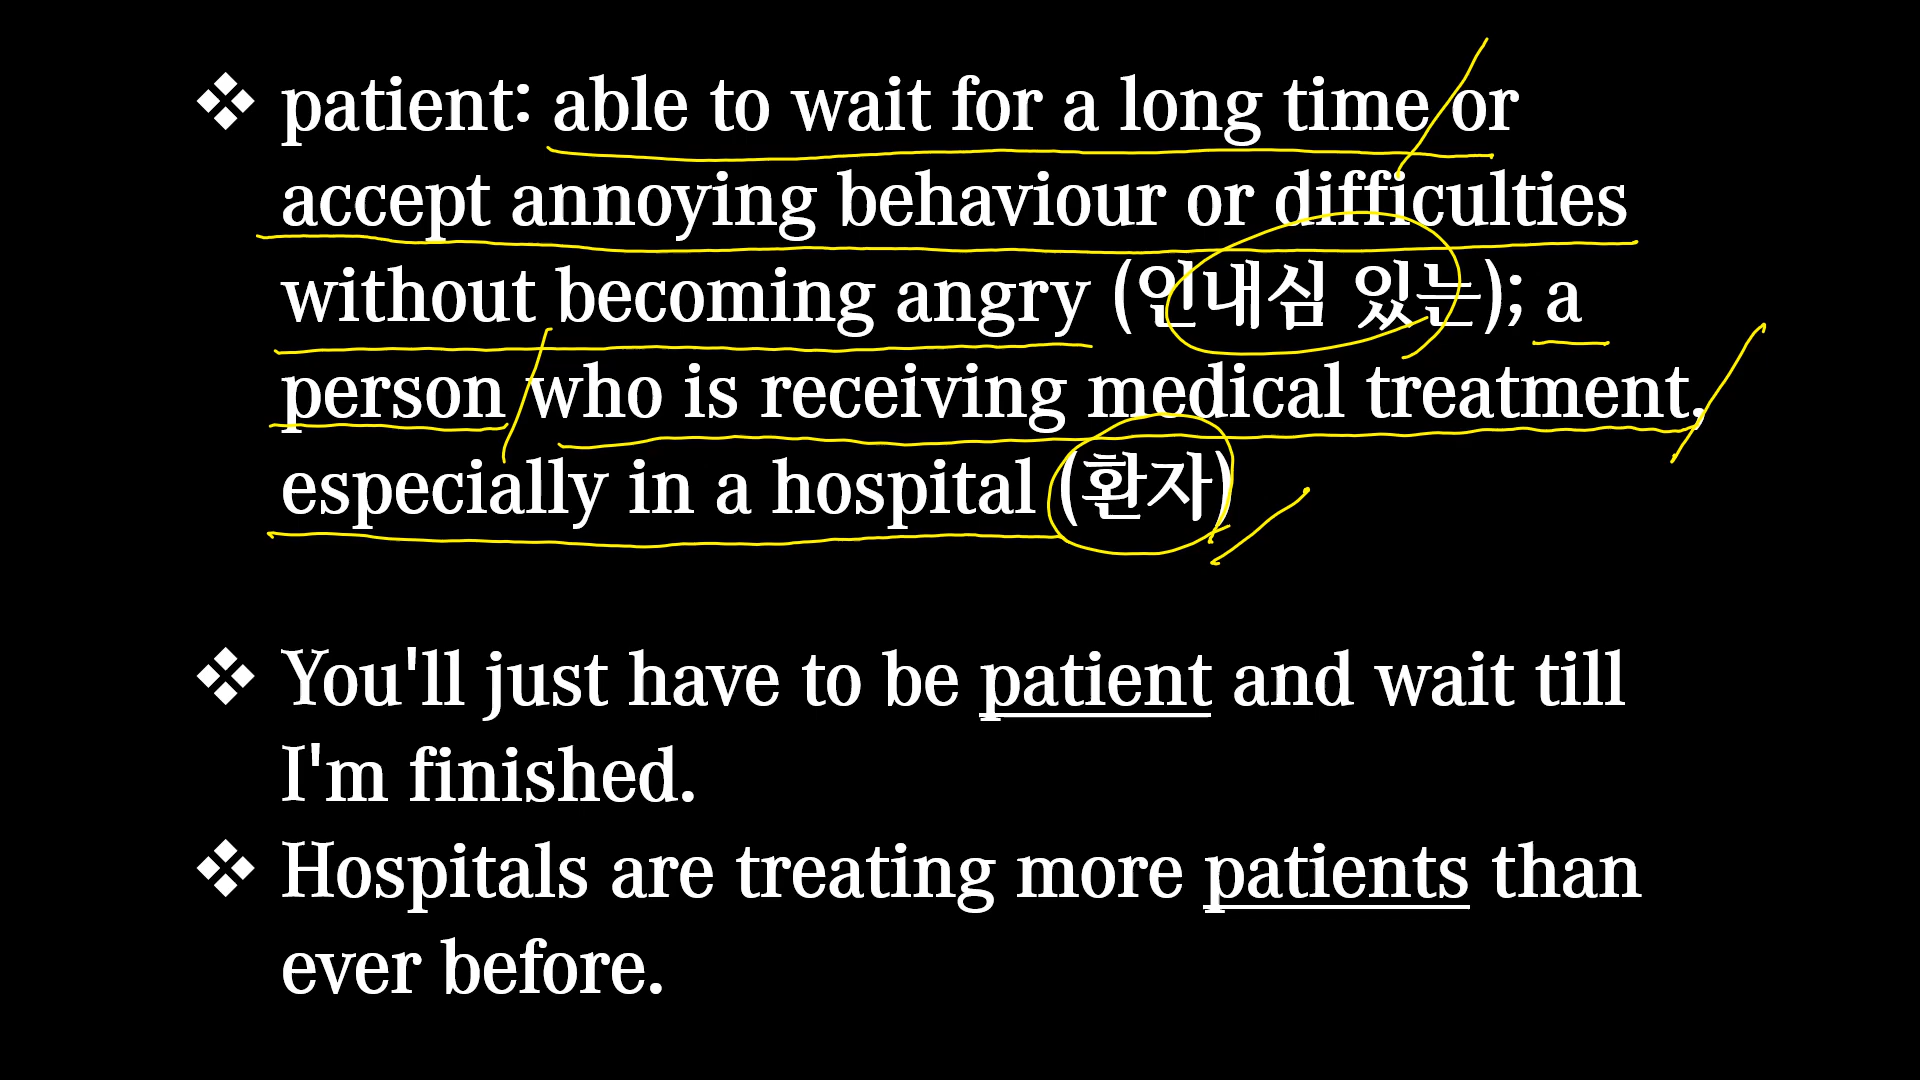 ❖ patient: able to wait for a long time or
accept annoying behaviour or difficulties
without becoming angry (인내심 있는); a
person who is receiving medical treatment,
especially in a hospital (환자)
❖ You'll just have to be patient and wait till
I'm finished.
❖ Hospitals are treating more patients than
ever before.